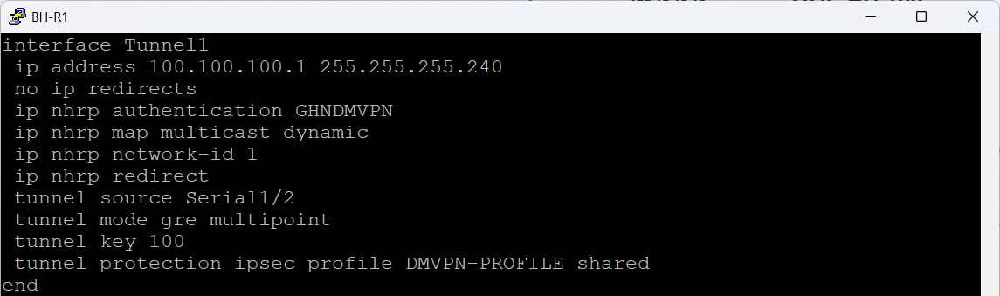 BH-R1
interface Tunnel1
 ip address 100.100.100.1 255.255.255.240
 no ip redirects
 ip nhrp authentication GHNDMVPN
 ip nhrp map multicast dynamic
 ip nhrp network-id 1
 ip nhrp redirect
 tunnel source Serial1/2
 tunnel mode gre multipoint
 tunnel key 100
 tunnel protection ipsec profile DMVPN-PROFILE shared
end